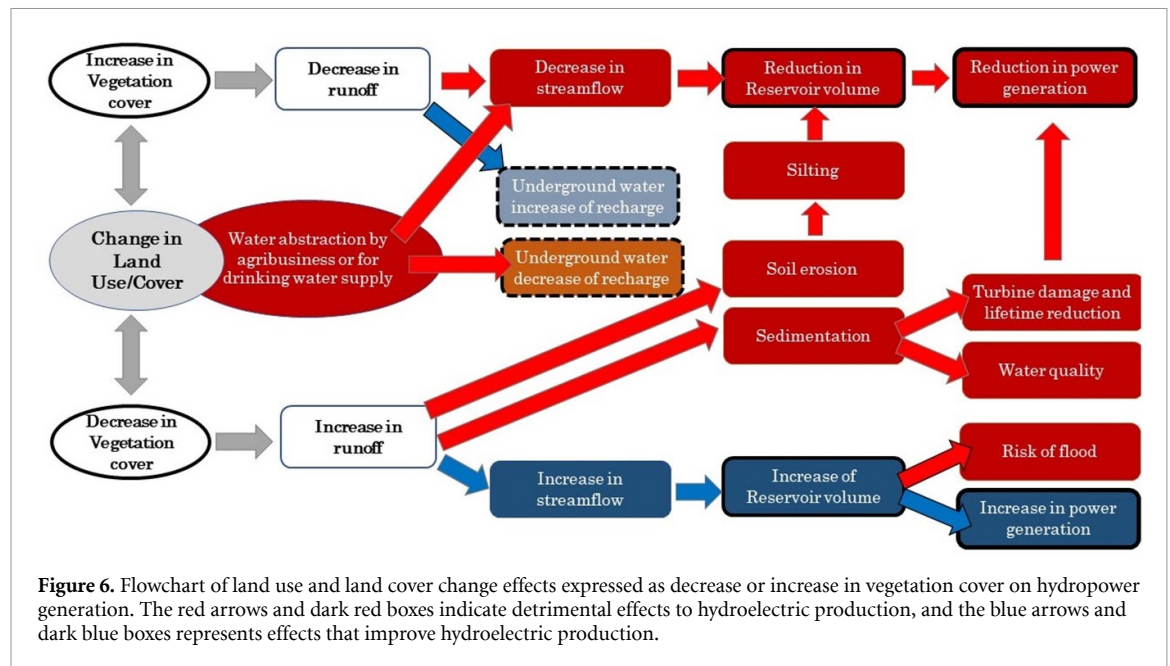 Increase in
Vegetation
cover
Decrease in
runoff
Decrease in
streamflow
Reduction in
Reservoir volume
Reduction in power
generation
Underground water
increase of recharge
Silting
Change in
Land
Use/Cover
Water abstraction by
agribusiness or for
drinking water supply
Underground water
decrease of recharge
Soil erosion
Sedimentation
Turbine damage and
lifetime reduction
Water quality
Decrease in
Vegetation
cover
Increase in
runoff
Increase in
streamflow
Increase of
Reservoir volume
Risk of flood
Increase in power
generation
Figure 6. Flowchart of land use and land cover change effects expressed as decrease or increase in vegetation cover on hydropower
generation. The red arrows and dark red boxes indicate detrimental effects to hydroelectric production, and the blue arrows and
dark blue boxes represents effects that improve hydroelectric production.